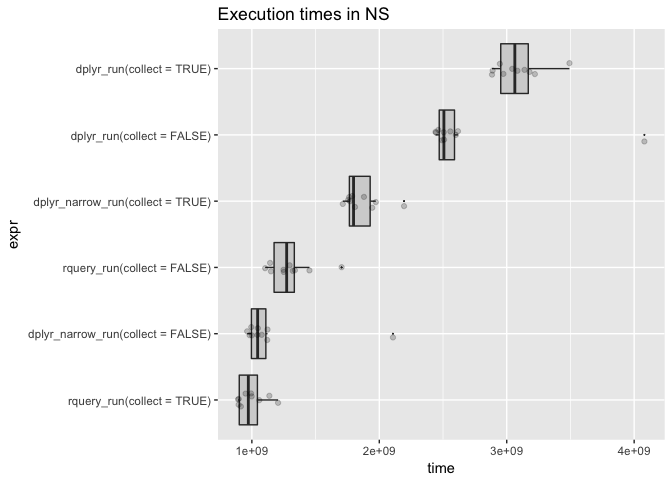 Execution times in NS
expr
dplyr_run(collect = TRUE)
dplyr_run(collect = FALSE)
dplyr_narrow_run(collect = TRUE)
rquery_run(collect = FALSE)
dplyr_narrow_run(collect = FALSE)
rquery_run(collect = TRUE)
1e+09 2e+09 3e+09 4e+09
time